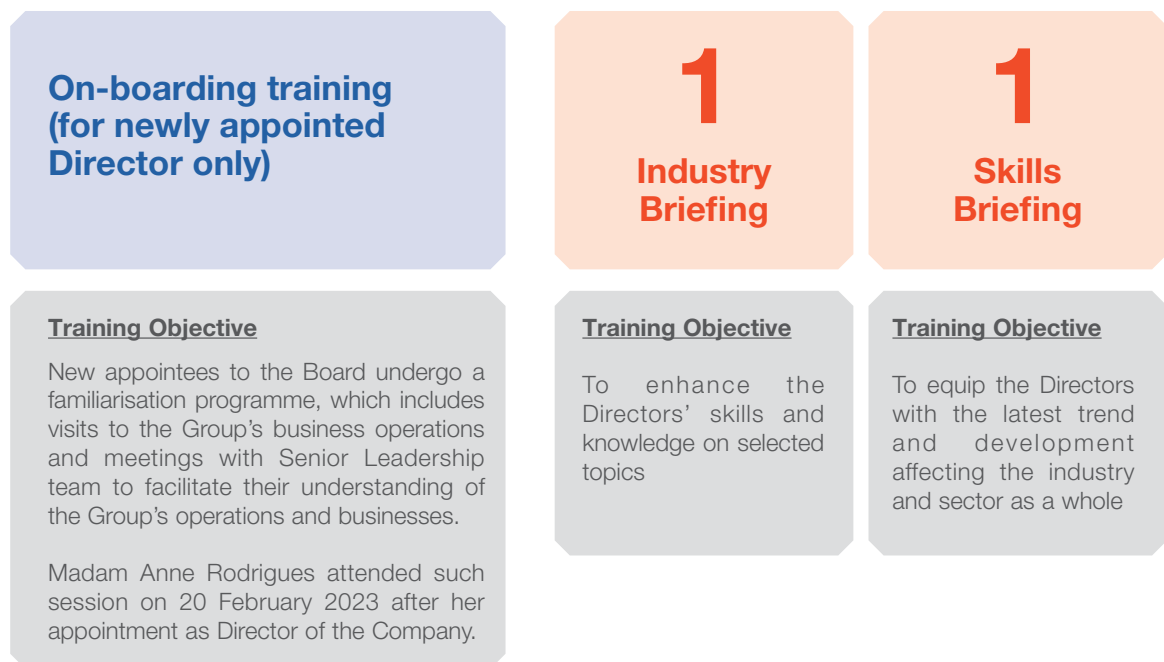 On-boarding training
(for newly appointed
Director only)
1
Industry
Briefing
1
Skills
Briefing
Training Objective
New appointees to the Board undergo a
familiarisation programme, which includes
visits to the Group's business operations
and meetings with Senior Leadership
team to facilitate their understanding of
the Group's operations and businesses.
Madam Anne Rodrigues attended such
session on 20 February 2023 after her
appointment as Director of the Company.
Training Objective
To enhance the
Directors' skills and
knowledge on selected
topics
Training Objective
To equip the Directors
with the latest trend
and development
affecting the industry
and sector as a whole